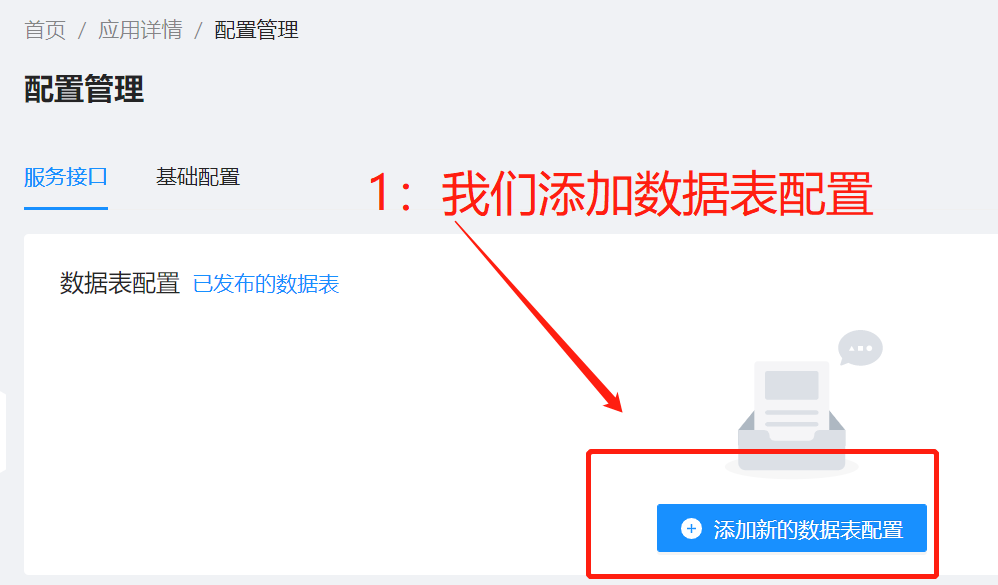 首页 / 应用详情 / 配置管理
配置管理
服务接口 基础配置
1：我们添加数据表配置
数据表配置 已发布的数据表
添加新的数据表配置